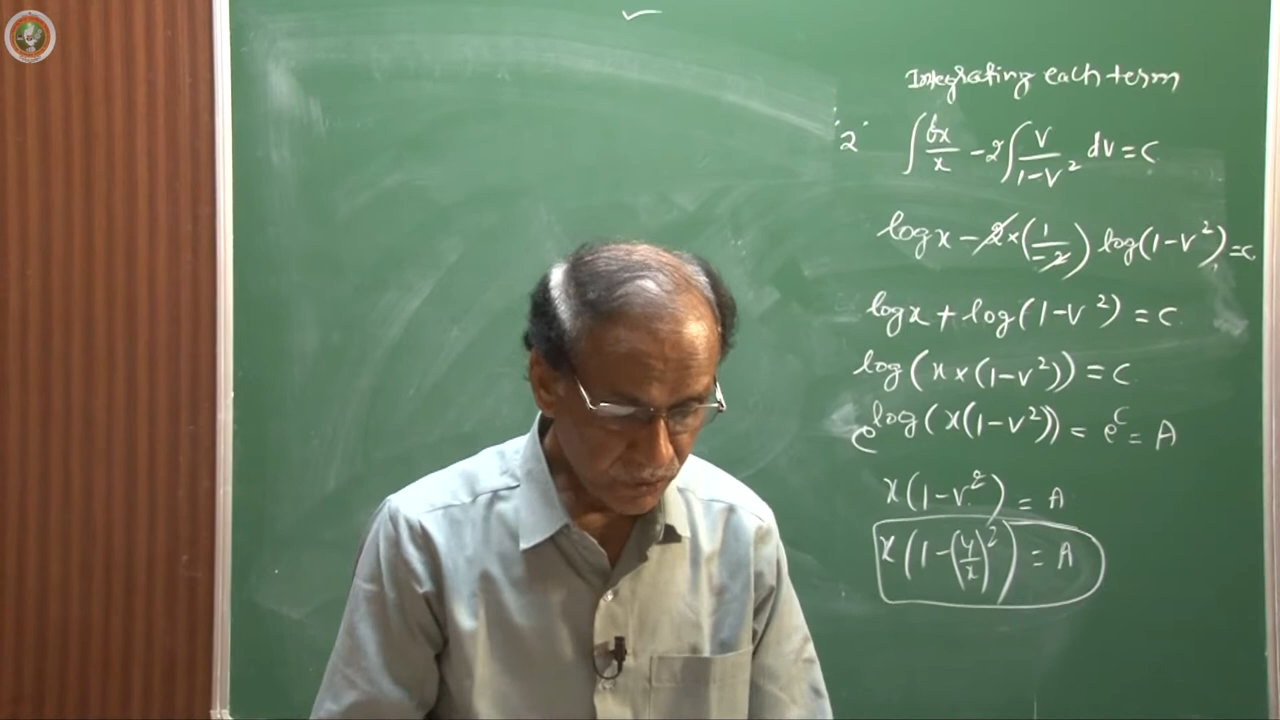 Integrating each term
"2" ∫ dx/x - 2∫ v/(1-v²) dv = c
log x - 2 × (1/-2) log(1-v²) = c
log x + log(1-v²) = c
log(x×(1-v²)) = c
e^log(x(1-v²)) = e^c = A
x(1-v²) = A
x(1-(y/x)²) = A